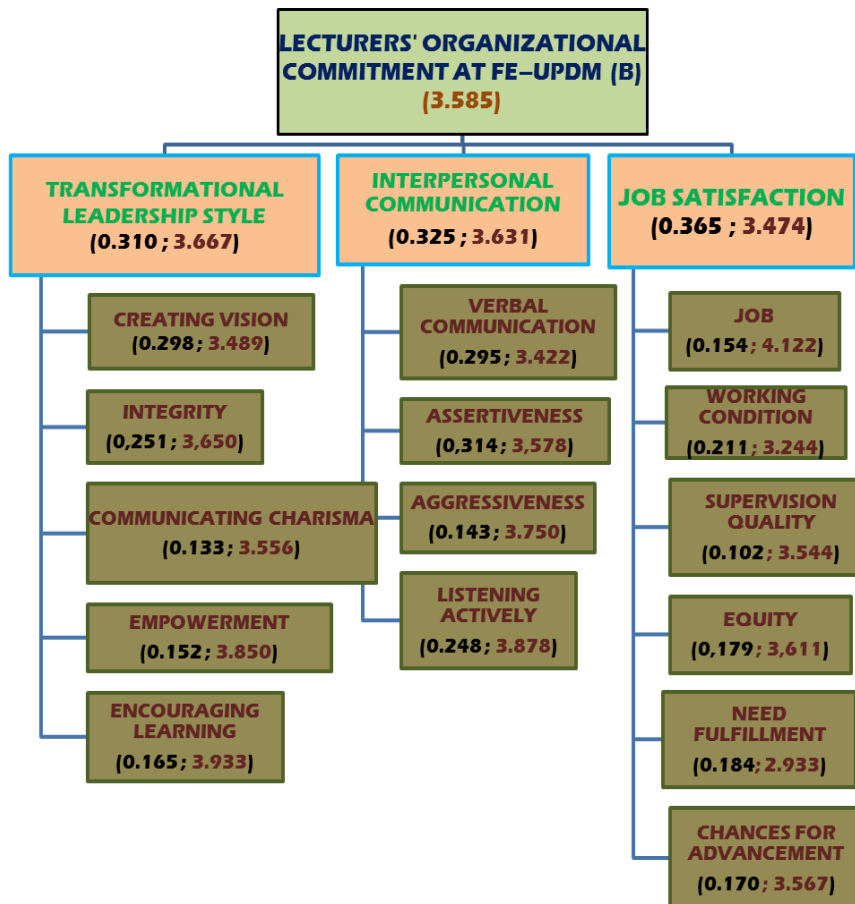 LECTURERS' ORGANIZATIONAL
COMMITMENT AT FE–UPDM (B)
(3.585)
TRANSFORMATIONAL
LEADERSHIP STYLE
(0.310 ; 3.667)
CREATING VISION
(0.298 ; 3.489)
INTEGRITY
(0,251 ; 3,650)
COMMUNICATING CHARISMA
(0.133 ; 3.556)
EMPOWERMENT
(0.152 ; 3.850)
ENCOURAGING
LEARNING
(0.165 ; 3.933)
INTERPERSONAL
COMMUNICATION
(0.325 ; 3.631)
VERBAL
COMMUNICATION
(0.295 ; 3.422)
ASSERTIVENESS
(0,314 ; 3,578)
AGGRESSIVENESS
(0.143 ; 3.750)
LISTENING
ACTIVELY
(0.248 ; 3.878)
JOB SATISFACTION
(0.365 ; 3.474)
JOB
(0.154 ; 4.122)
WORKING
CONDITION
(0.211 ; 3.244)
SUPERVISION
QUALITY
(0.102 ; 3.544)
EQUITY
(0,179 ; 3,611)
NEED
FULFILLMENT
(0.184; 2.933)
CHANCES FOR
ADVANCEMENT
(0.170 ; 3.567)